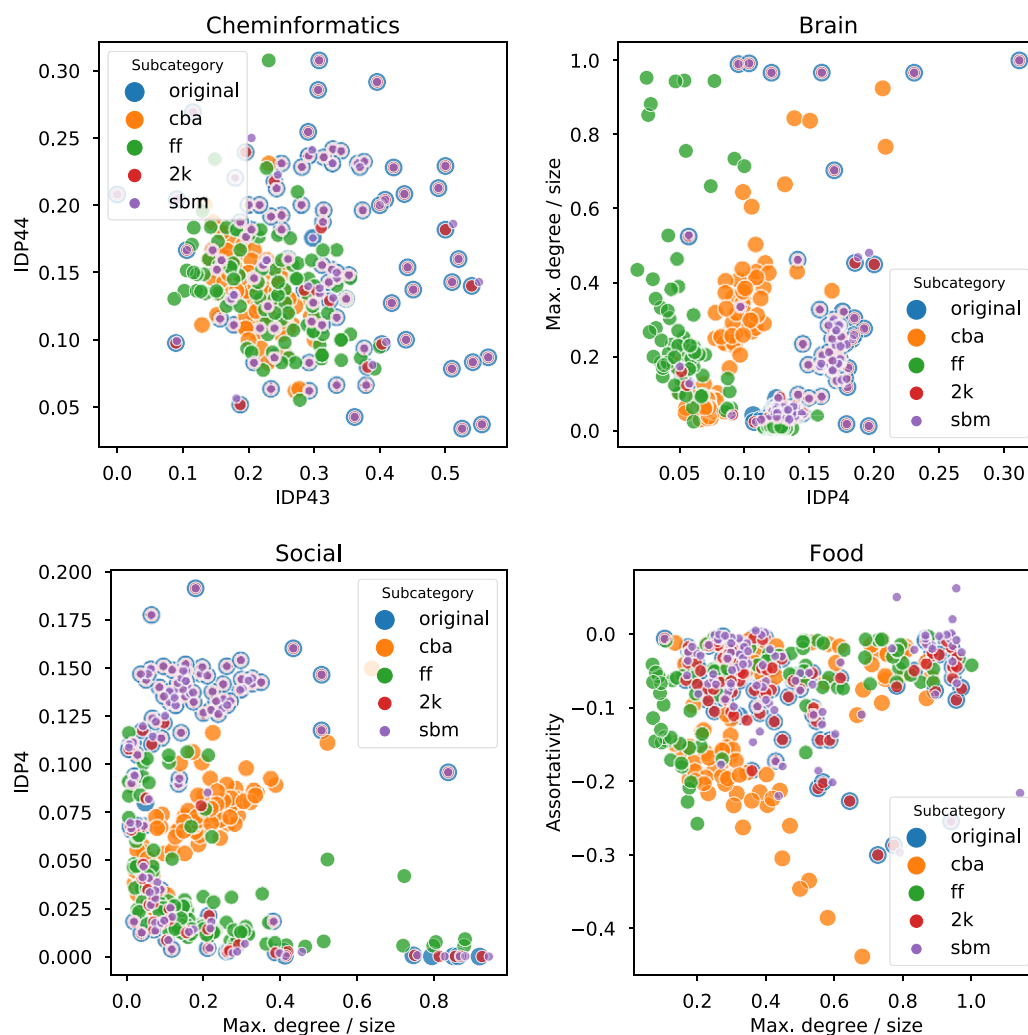 Cheminformatics
0.30
0.25
0.20
0.15
0.10
0.05
IDP44
Subcategory
original
cba
ff
2k
sbm
0.0
0.1
0.2
0.3
0.4
0.5
IDP43
Brain
1.0
0.8
0.6
0.4
0.2
0.0
Max. degree / size
Subcategory
original
cba
ff
2k
sbm
0.05
0.10
0.15
0.20
0.25
0.30
IDP4
Social
0.200
0.175
0.150
0.125
0.100
0.075
0.050
0.025
0.000
IDP4
Subcategory
original
cba
ff
2k
sbm
0.0
0.2
0.4
0.6
0.8
Max. degree / size
Food
0.0
−0.1
−0.2
−0.3
−0.4
Assortativity
Subcategory
original
cba
ff
2k
sbm
0.2
0.4
0.6
0.8
1.0
Max. degree / size